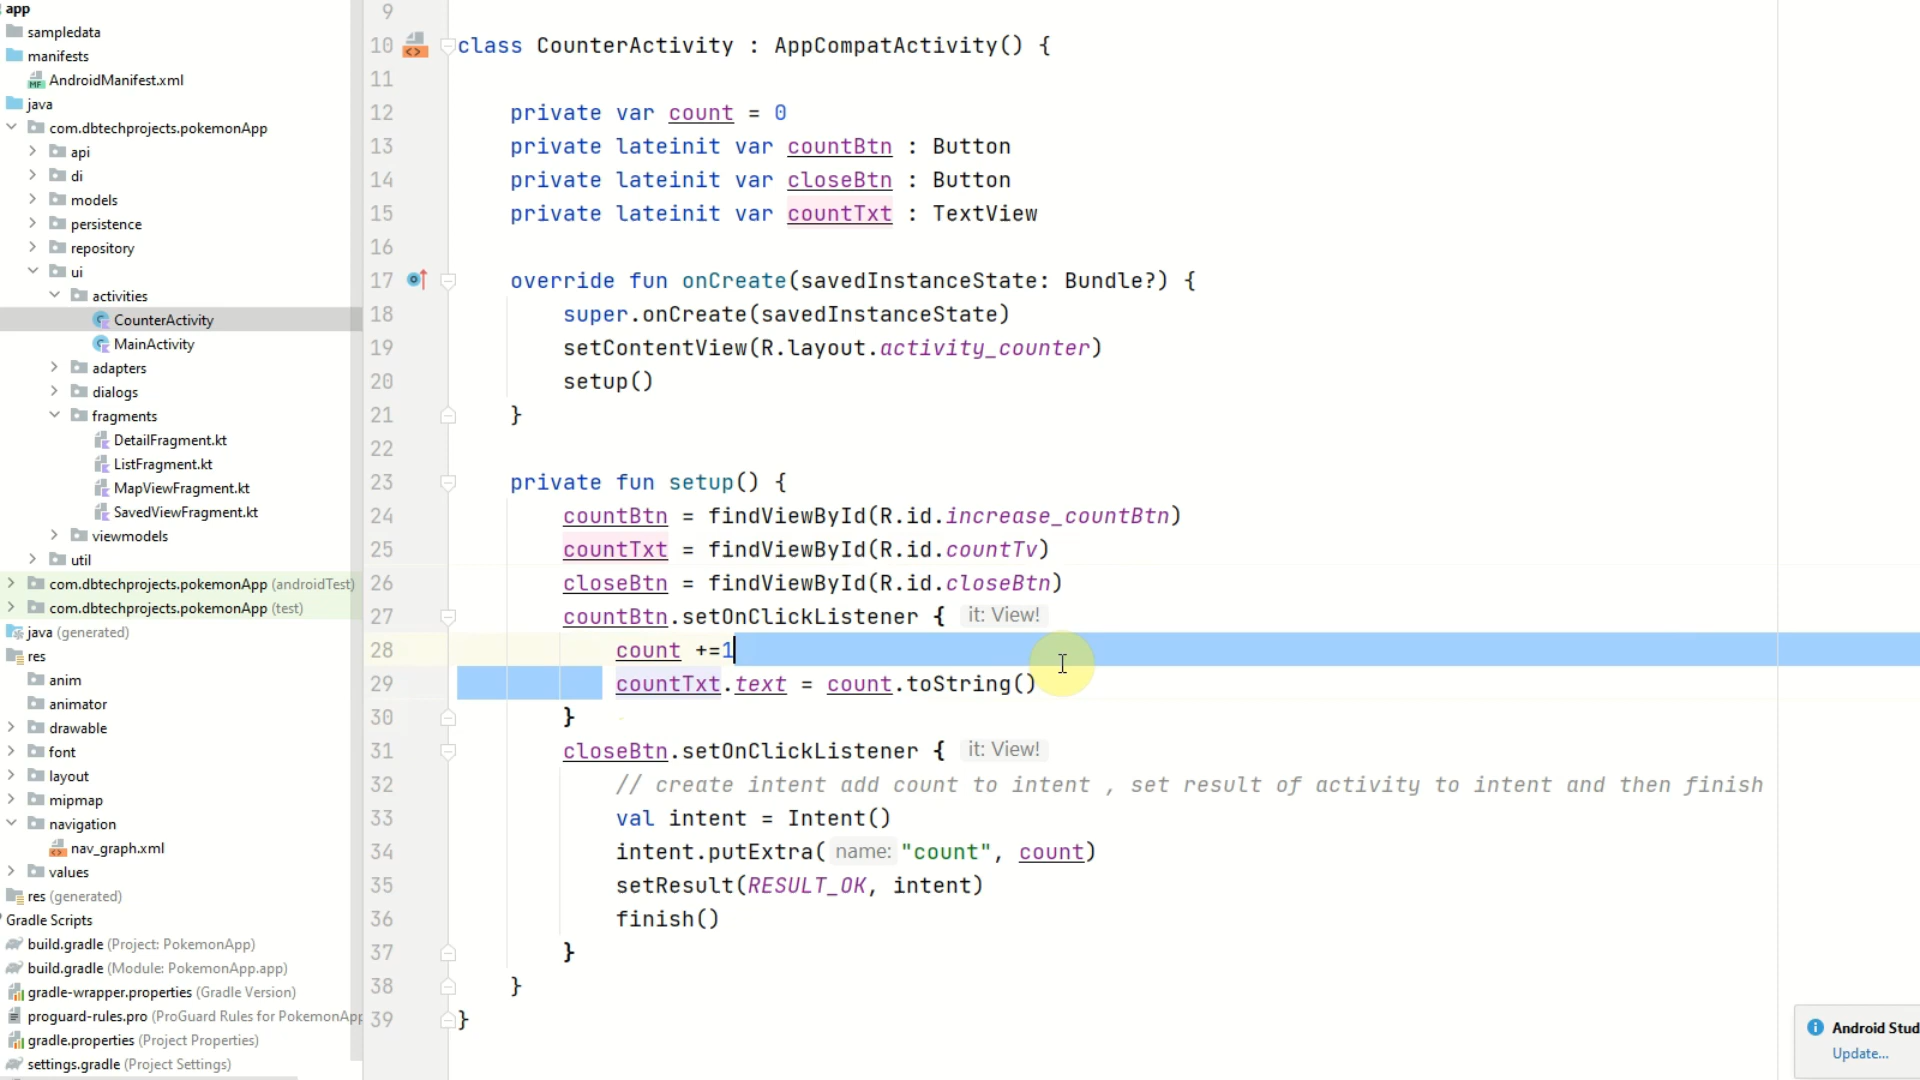 app
sampledata
manifests
AndroidManifest.xml
java
com.dbtechprojects.pokemonApp
api
di
models
persistence
repository
ui
activities
CounterActivity
MainActivity
adapters
dialogs
fragments
DetailFragment.kt
ListFragment.kt
MapViewFragment.kt
SavedViewFragment.kt
viewmodels
util
com.dbtechprojects.pokemonApp (androidTest)
com.dbtechprojects.pokemonApp (test)
java (generated)
res
anim
animator
drawable
font
layout
mipmap
navigation
nav_graph.xml
values
res (generated)
Gradle Scripts
build.gradle (Project: PokemonApp)
build.gradle (Module: PokemonApp.app)
gradle-wrapper.properties (Gradle Version)
proguard-rules.pro (ProGuard Rules for PokemonApp
gradle.properties (Project Properties)
settings.gradle (Project Settings)
9
10 class CounterActivity : AppCompatActivity() {
11
12 private var count = 0
13 private lateinit var countBtn : Button
14 private lateinit var closeBtn : Button
15 private lateinit var countTxt : TextView
16
17 override fun onCreate(savedInstanceState: Bundle?) {
18 super.onCreate(savedInstanceState)
19 setContentView(R.layout.activity_counter)
20 setup()
21 }
22
23 private fun setup() {
24 countBtn = findViewById(R.id.increase_countBtn)
25 countTxt = findViewById(R.id.countTv)
26 closeBtn = findViewById(R.id.closeBtn)
27 countBtn.setOnClickListener { it: View!
28 count +=1
29 countTxt.text = count.toString()
30 }
31 closeBtn.setOnClickListener { it: View!
32 // create intent add count to intent , set result of activity to intent and then finish
33 val intent = Intent()
34 intent.putExtra( name: "count", count)
35 setResult(RESULT_OK, intent)
36 finish()
37 }
38 }
39 }
Android Stud
Update...